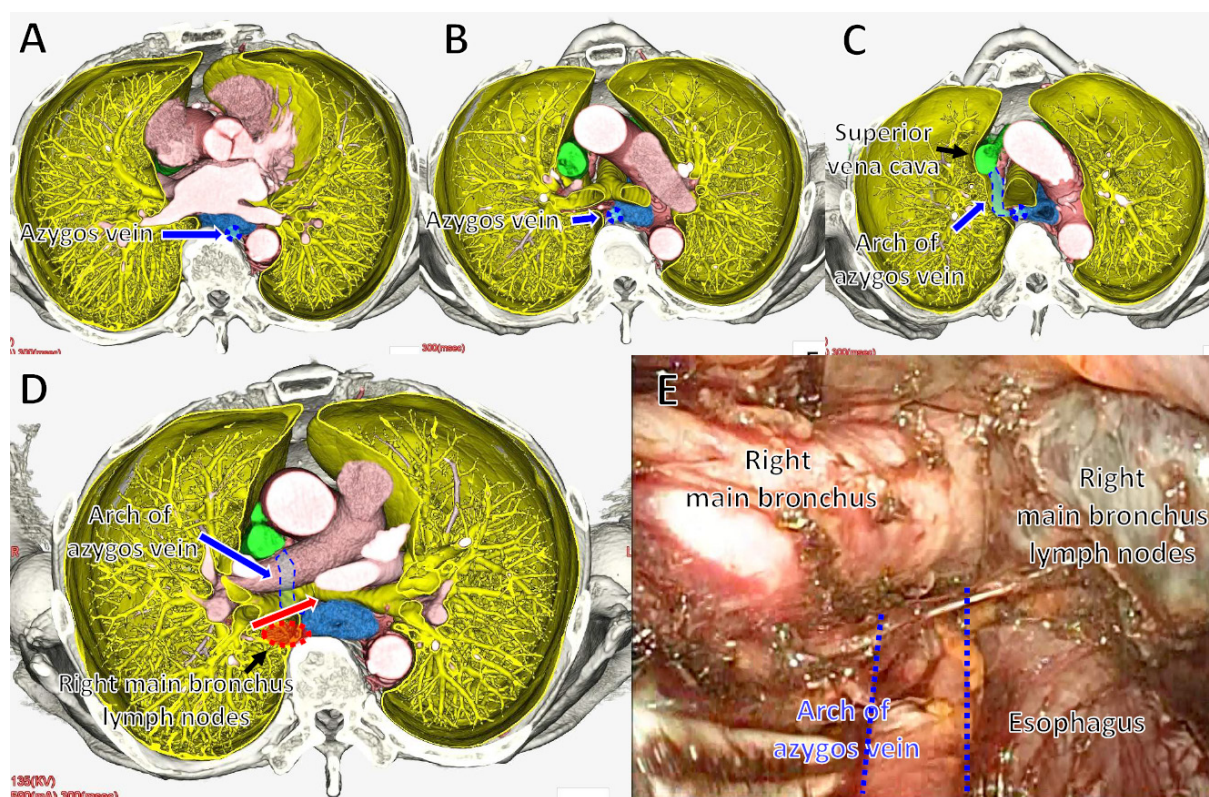 A
Azygos vein
B
Azygos vein
300(msec)
C
Superior
vena cava
Arch of
azygos vein
D
Arch of
azygos vein
Right main bronchus
lymph nodes
R
L
135(KV)
E
Right
main bronchus
Right
main bronchus
lymph nodes
Arch of
azygos vein
Esophagus